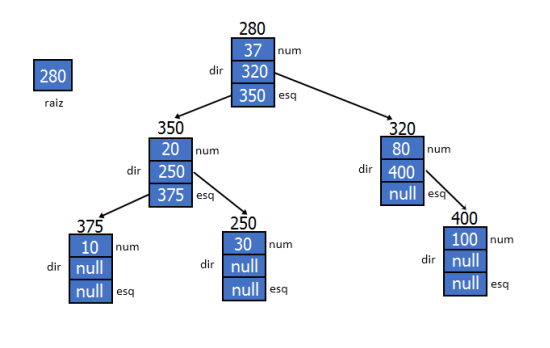 280
raiz
280
37 num
dir 320
350 esq
350
20 num
dir 250
375 esq
320
80 num
dir 400
null esq
375
10 num
dir null
null esq
250
30 num
dir null
null esq
400
100 num
dir null
null esq